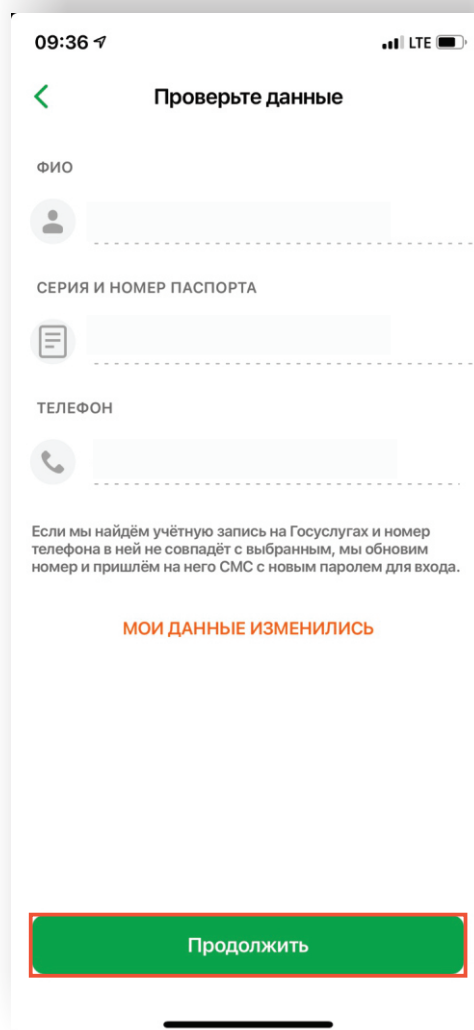 09:36
LTE
Проверьте данные
ФИО
СЕРИЯ И НОМЕР ПАСПОРТА
ТЕЛЕФОН
Если мы найдём учётную запись на Госуслугах и номер
телефона в ней не совпадёт с выбранным, мы обновим
номер и пришлём на него СМС с новым паролем для входа.
МОИ ДАННЫЕ ИЗМЕНИЛИСЬ
Продолжить